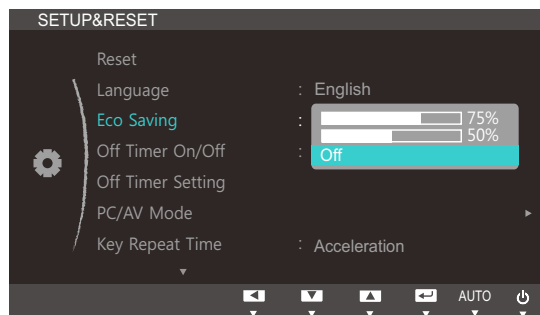 SETUP&RESET
Reset
Language : English
Eco Saving :
75%
50%
Off
Off Timer On/Off :
Off Timer Setting
PC/AV Mode
Key Repeat Time : Acceleration
AUTO